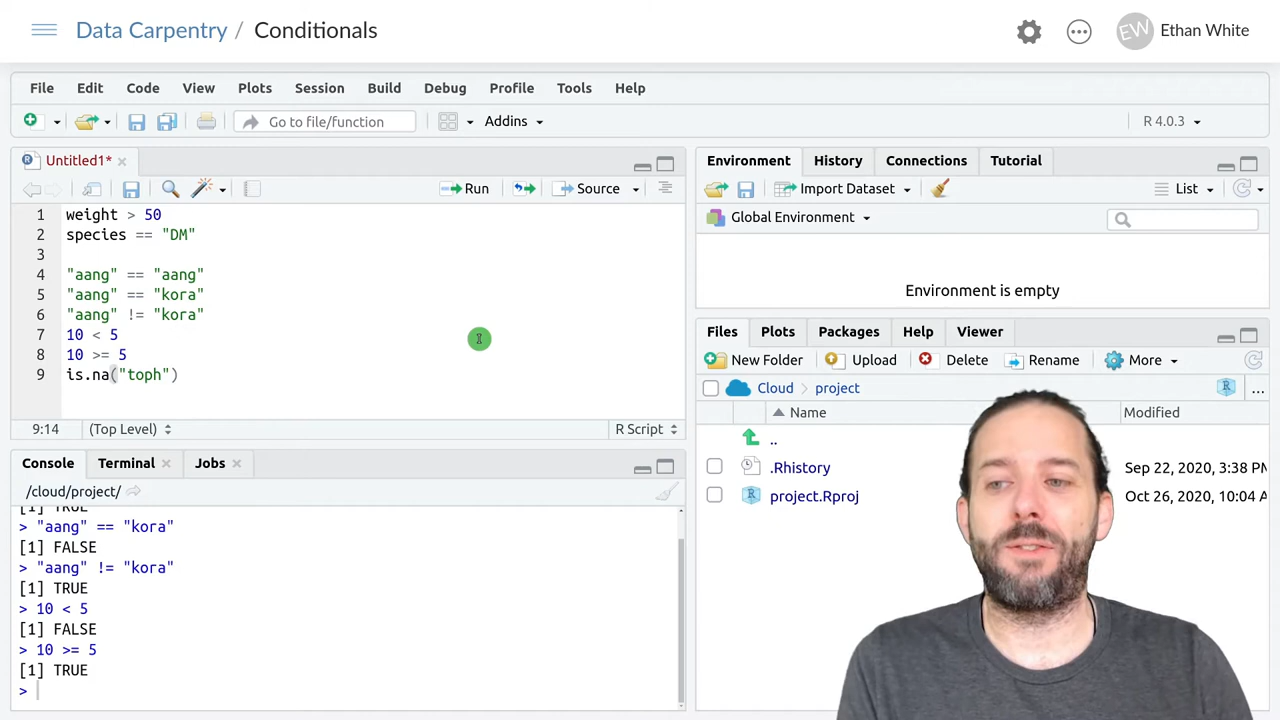 Data Carpentry / Conditionals
EW Ethan White
File Edit Code View Plots Session Build Debug Profile Tools Help
Go to file/function Addins R 4.0.3
Untitled1*
Run Source
1 weight > 50
2 species == "DM"
3
4 "aang" == "aang"
5 "aang" == "kora"
6 "aang" != "kora"
7 10 < 5
8 10 >= 5
9 is.na("toph")
9:14 (Top Level) R Script
Console Terminal Jobs
/cloud/project/
[1] TRUE
> "aang" == "kora"
[1] FALSE
> "aang" != "kora"
[1] TRUE
> 10 < 5
[1] FALSE
> 10 >= 5
[1] TRUE
>
Environment History Connections Tutorial
Import Dataset List
Global Environment
Environment is empty
Files Plots Packages Help Viewer
New Folder Upload Delete Rename More
Cloud > project ...
Name Modified
..
.Rhistory Sep 22, 2020, 3:38 PM
project.Rproj Oct 26, 2020, 10:04 A